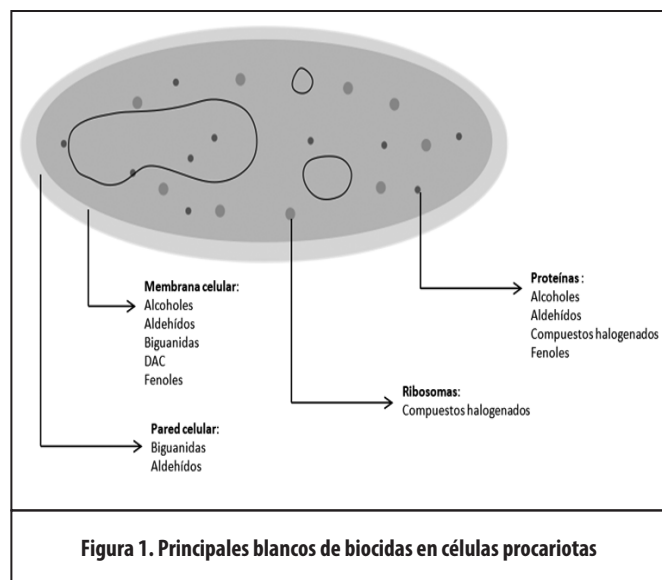 Membrana celular:
Alcoholes
Aldehídos
Biguanidas
DAC
Fenoles
Pared celular:
Biguanidas
Aldehídos
Ribosomas:
Compuestos halogenados
Proteínas :
Alcoholes
Aldehídos
Compuestos halogenados
Fenoles
Figura 1. Principales blancos de biocidas en células procariotas